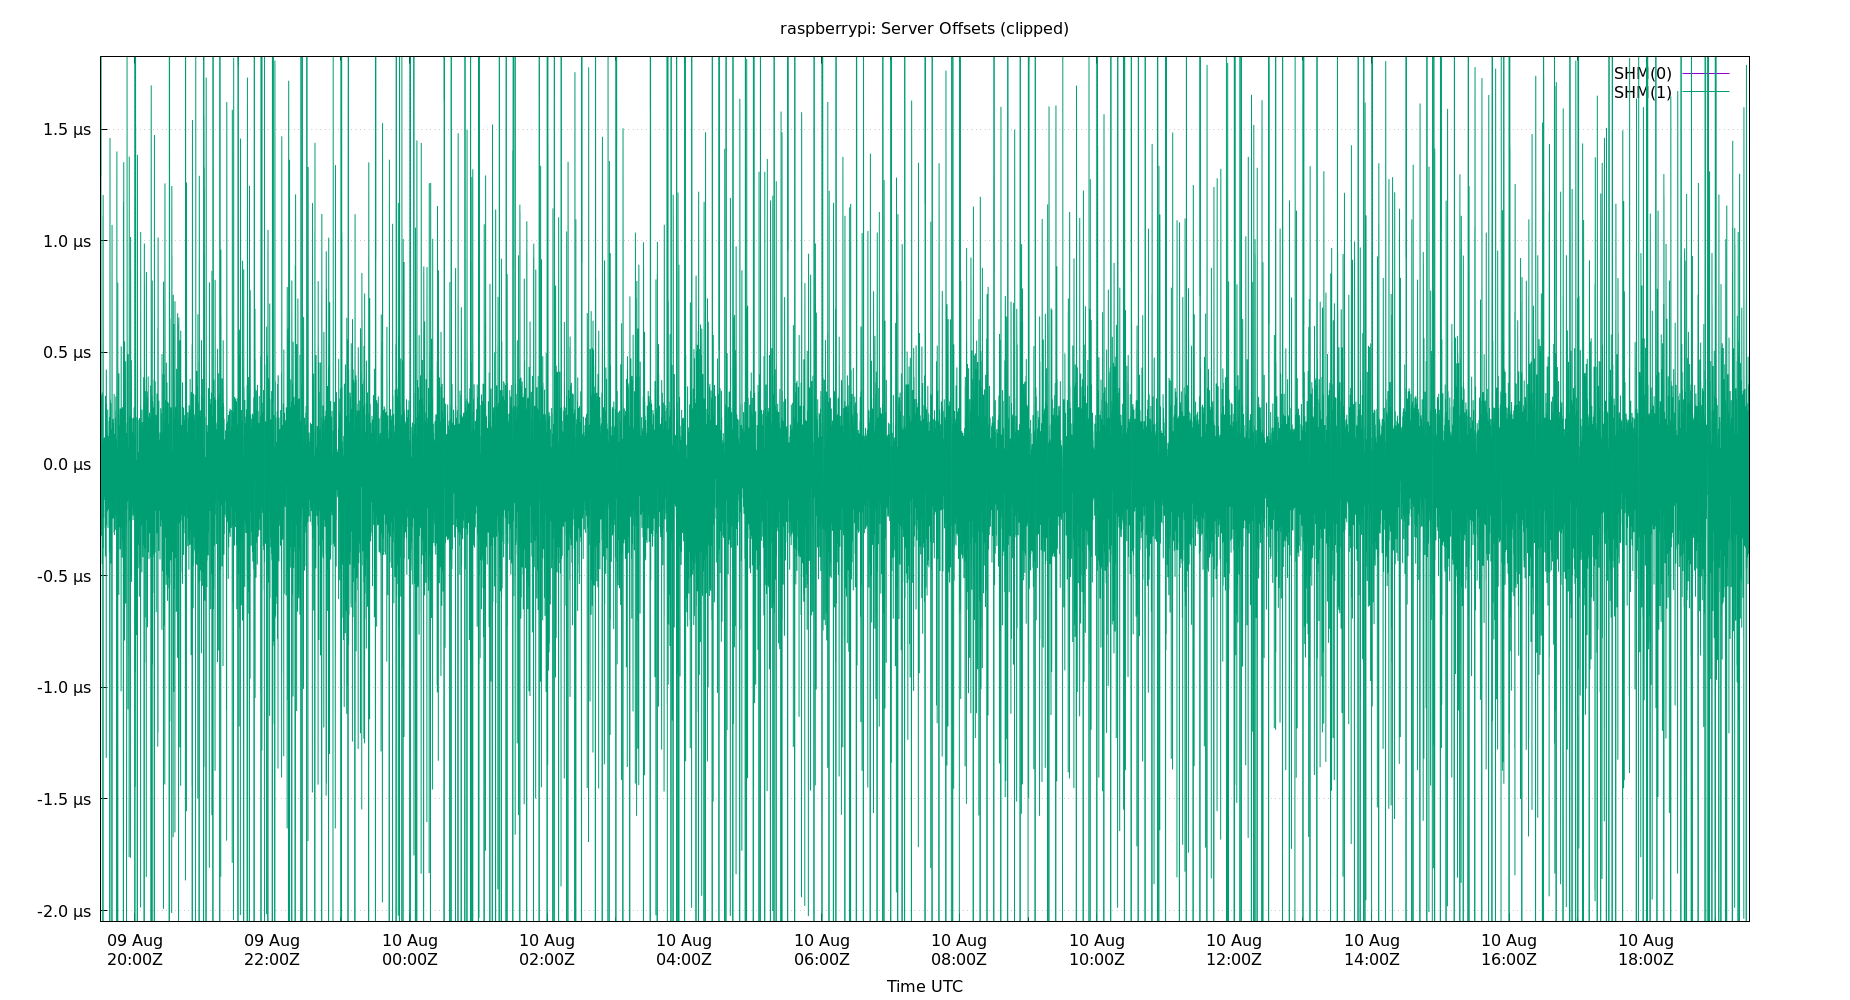 raspberrypi: Server Offsets (clipped)
SHM(0)
SHM(1)
1.5 µs
1.0 µs
0.5 µs
0.0 µs
-0.5 µs
-1.0 µs
-1.5 µs
-2.0 µs
09 Aug 09 Aug 10 Aug 10 Aug 10 Aug 10 Aug 10 Aug 10 Aug 10 Aug 10 Aug 10 Aug 10 Aug
20:00Z 22:00Z 00:00Z 02:00Z 04:00Z 06:00Z 08:00Z 10:00Z 12:00Z 14:00Z 16:00Z 18:00Z
Time UTC